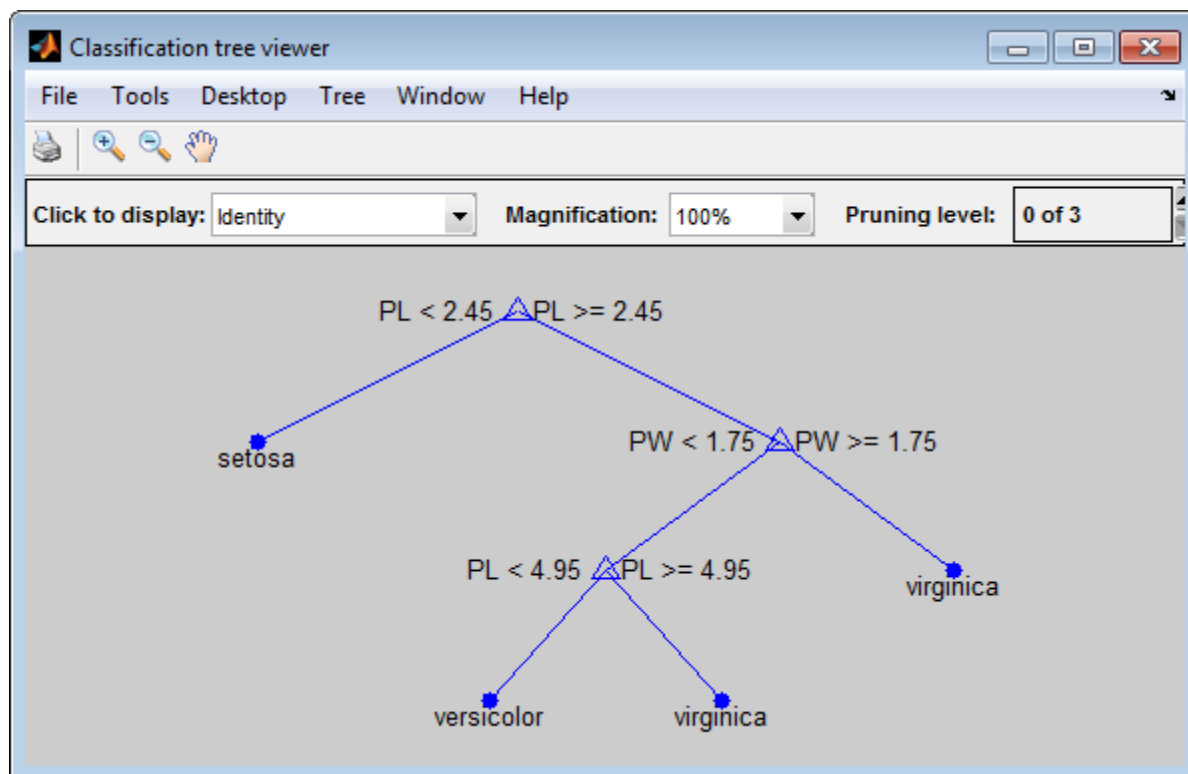 Classification tree viewer
File Tools Desktop Tree Window Help
Click to display: Identity Magnification: 100% Pruning level: 0 of 3
PL < 2.45 PL >= 2.45
setosa
PW < 1.75 PW >= 1.75
PL < 4.95 PL >= 4.95
virginica
versicolor virginica